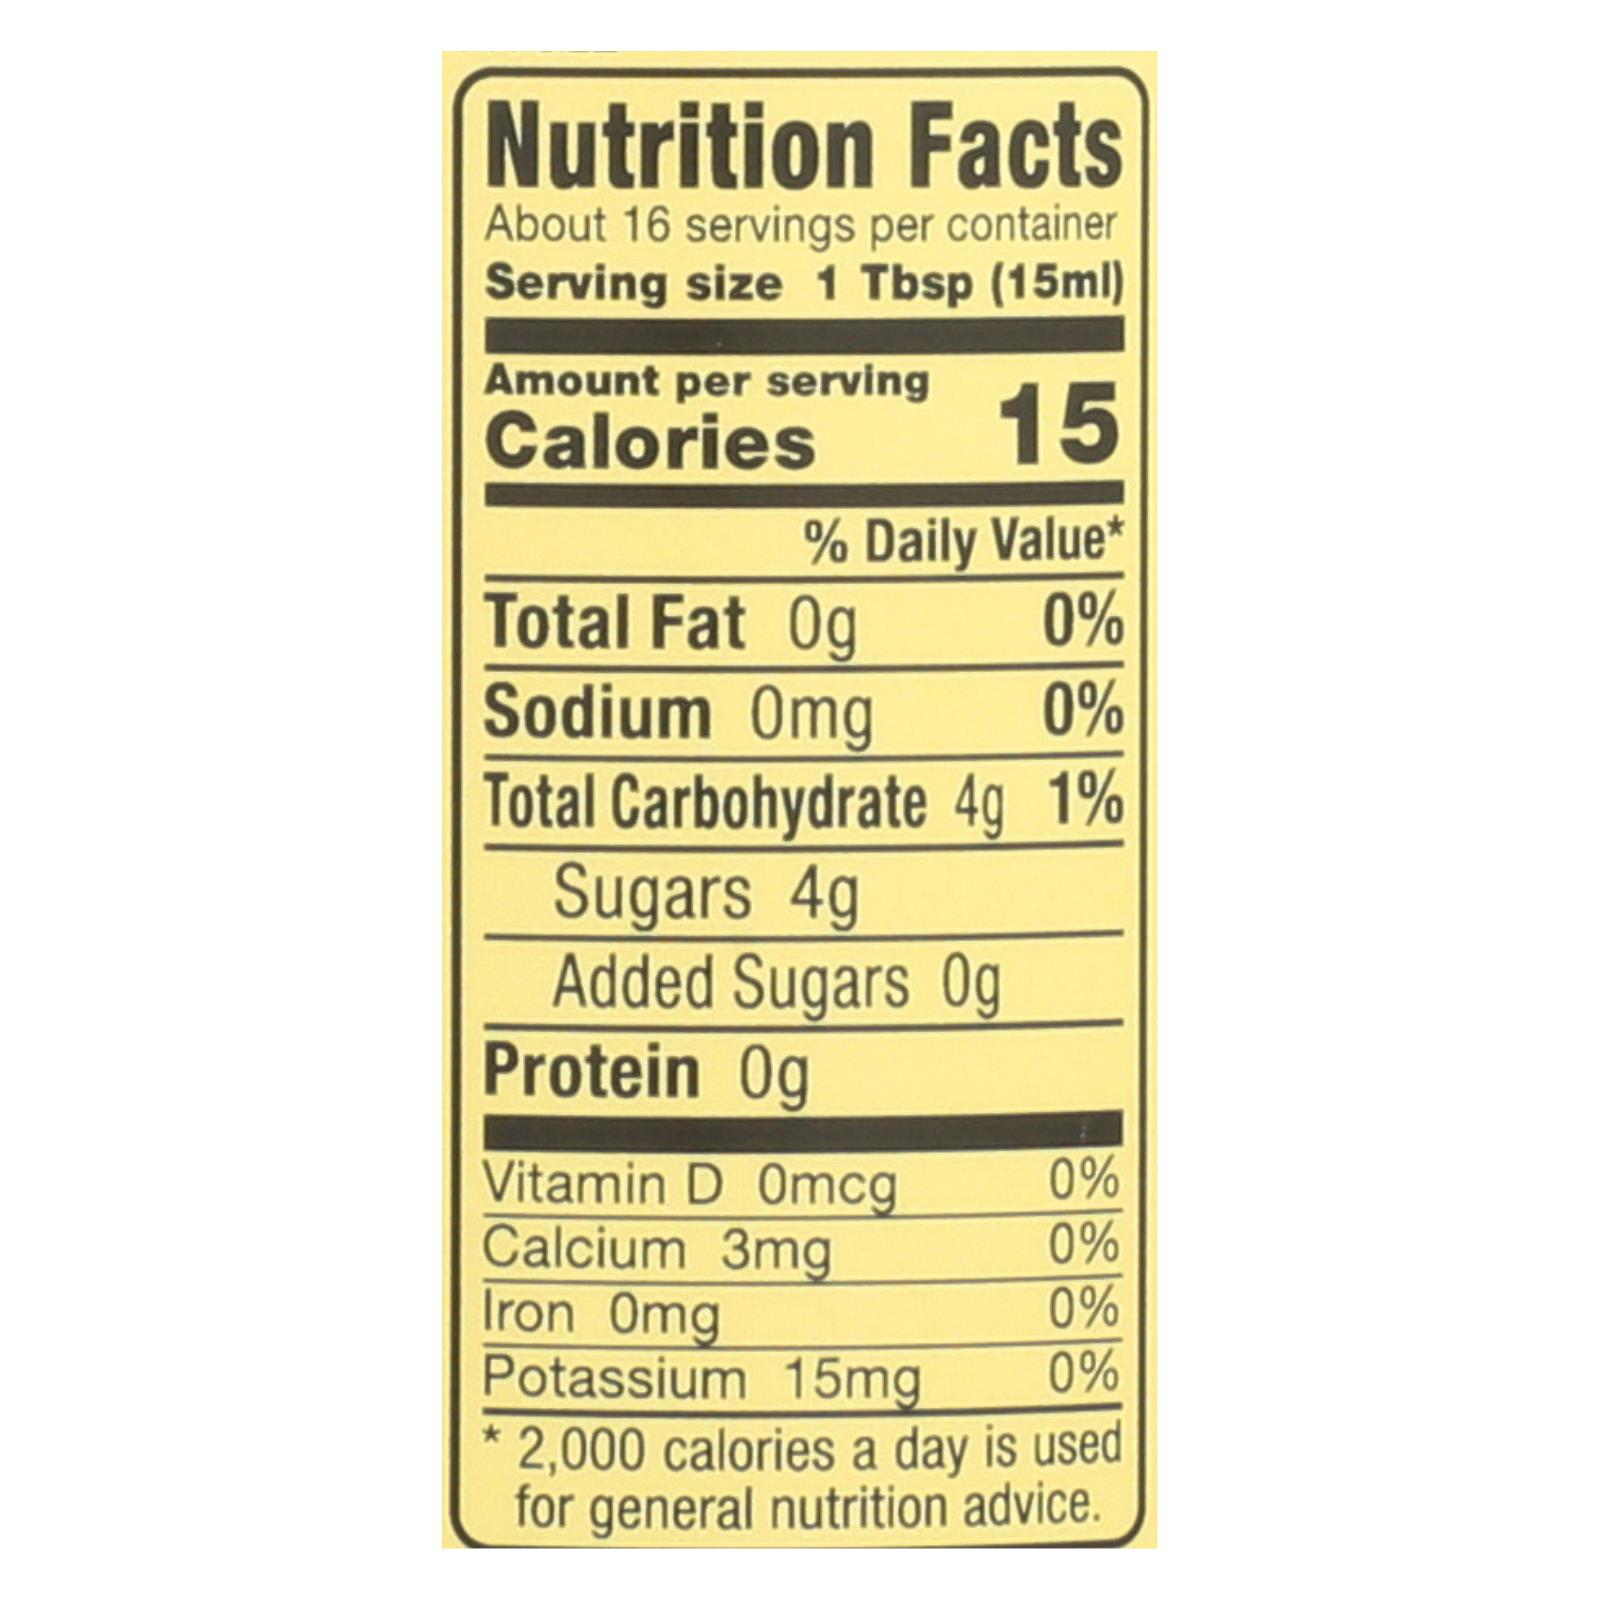 Nutrition Facts
About 16 servings per container
Serving size 1 Tbsp (15ml)
Amount per serving
Calories 15
% Daily Value*
Total Fat 0g 0%
Sodium 0mg 0%
Total Carbohydrate 4g 1%
Sugars 4g
Added Sugars 0g
Protein 0g
Vitamin D 0mcg 0%
Calcium 3mg 0%
Iron 0mg 0%
Potassium 15mg 0%
* 2,000 calories a day is used
for general nutrition advice.